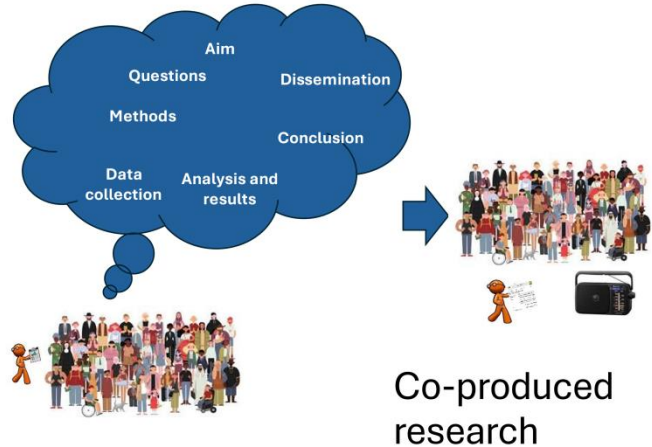 Aim
Questions
Dissemination
Methods
Conclusion
Data
collection
Analysis and
results
Co-produced
research